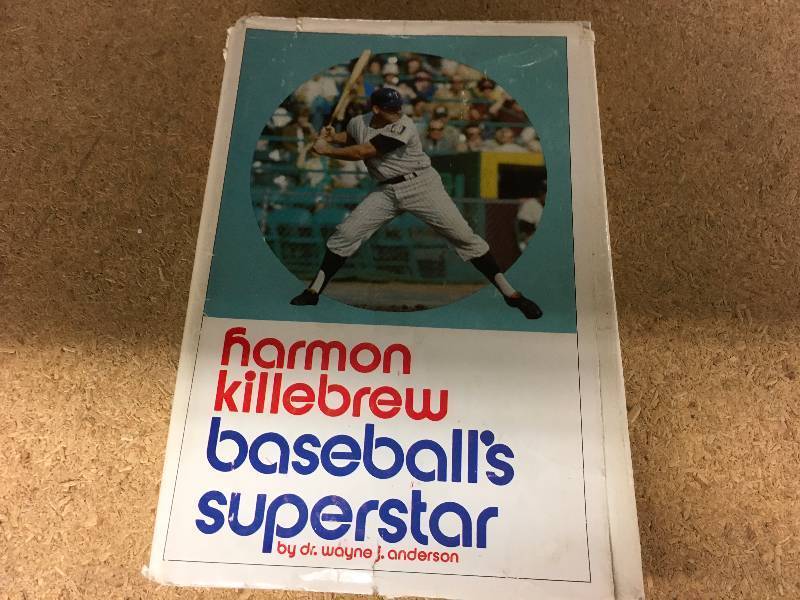 harmon
killebrew
baseball's
superstar
by dr. wayne j. anderson